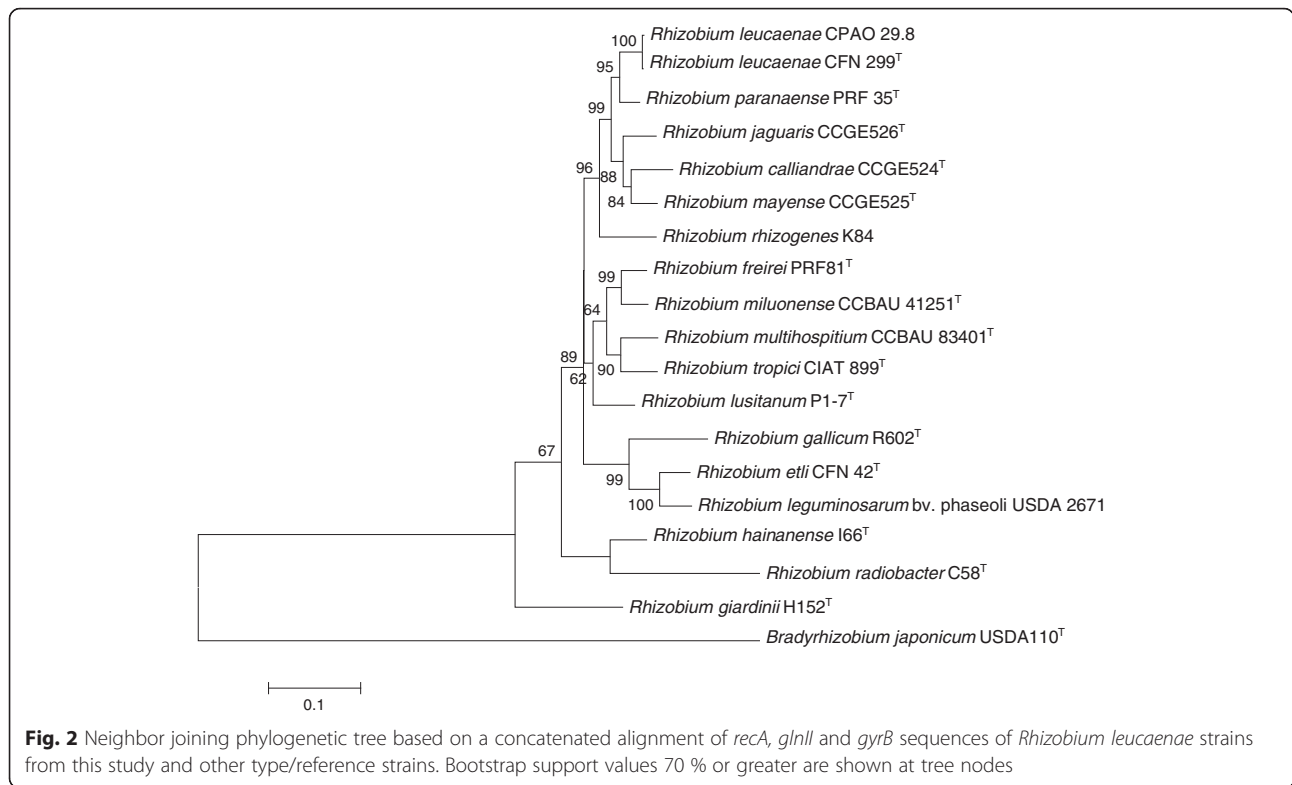 100
Rhizobium leucaenae CPAO 29.8
Rhizobium leucaenae CFN 299ᵀ
95
Rhizobium paranaense PRF 35ᵀ
99
Rhizobium jaguaris CCGE526ᵀ
96
88
Rhizobium calliandrae CCGE524ᵀ
84
Rhizobium mayense CCGE525ᵀ
Rhizobium rhizogenes K84
Rhizobium freirei PRF81ᵀ
99
Rhizobium miluonense CCBAU 41251ᵀ
64
Rhizobium multihospitium CCBAU 83401ᵀ
89
62
90
Rhizobium tropici CIAT 899ᵀ
Rhizobium lusitanum P1-7ᵀ
Rhizobium gallicum R602ᵀ
67
99
Rhizobium etli CFN 42ᵀ
100
Rhizobium leguminosarum bv. phaseoli USDA 2671
Rhizobium hainanense I66ᵀ
Rhizobium radiobacter C58ᵀ
Rhizobium giardinii H152ᵀ
Bradyrhizobium japonicum USDA110ᵀ
0.1
Fig. 2 Neighbor joining phylogenetic tree based on a concatenated alignment of recA, glnII and gyrB sequences of Rhizobium leucaenae strains
from this study and other type/reference strains. Bootstrap support values 70 % or greater are shown at tree nodes